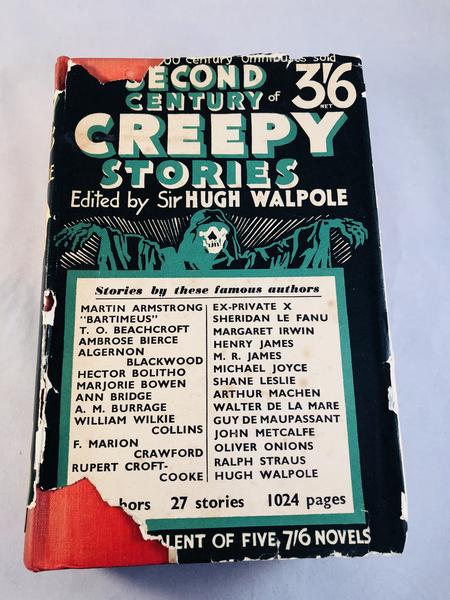 00 Century Omnibuses sold
SECOND
CENTURY of
3'6
NET
CREEPY
STORIES
Edited by Sir HUGH WALPOLE
Stories by these famous authors
MARTIN ARMSTRONG
"BARTIMEUS"
T. O. BEACHCROFT
AMBROSE BIERCE
ALGERNON
BLACKWOOD
HECTOR BOLITHO
MARJORIE BOWEN
ANN BRIDGE
A. M. BURRAGE
WILLIAM WILKIE
COLLINS
F. MARION
CRAWFORD
RUPERT CROFT-
COOKE
EX-PRIVATE X
SHERIDAN LE FANU
MARGARET IRWIN
HENRY JAMES
M. R. JAMES
MICHAEL JOYCE
SHANE LESLIE
ARTHUR MACHEN
WALTER DE LA MARE
GUY DE MAUPASSANT
JOHN METCALFE
OLIVER ONIONS
RALPH STRAUS
HUGH WALPOLE
hors 27 stories 1024 pages
ALENT OF FIVE 7/6 NOVELS